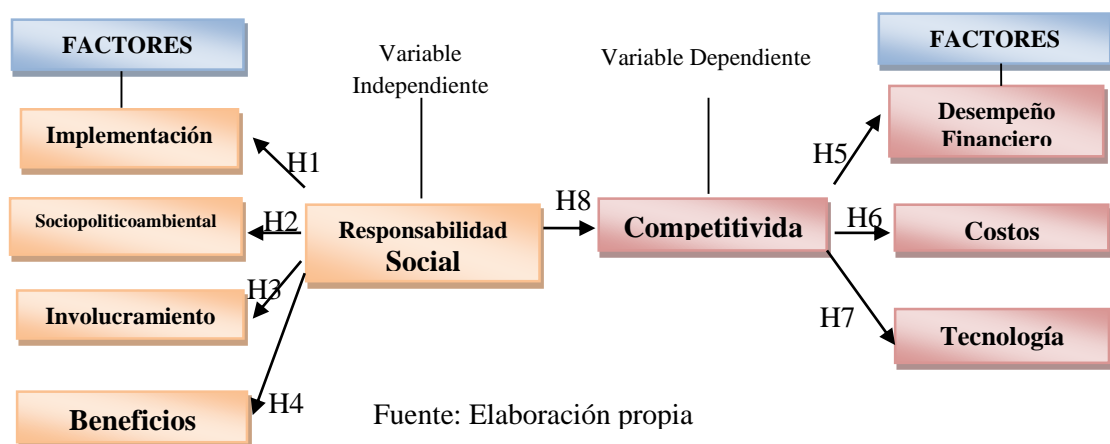 FACTORES
Variable
Independiente
Variable Dependiente
FACTORES
Implementación
H1
Desempeño
Financiero
H5
Sociopoliticoambiental
H2
Responsabilidad
Social
H8
Competitivida
H6
Costos
Involucramiento
H3
H7
Tecnología
Beneficios
H4
Fuente: Elaboración propia